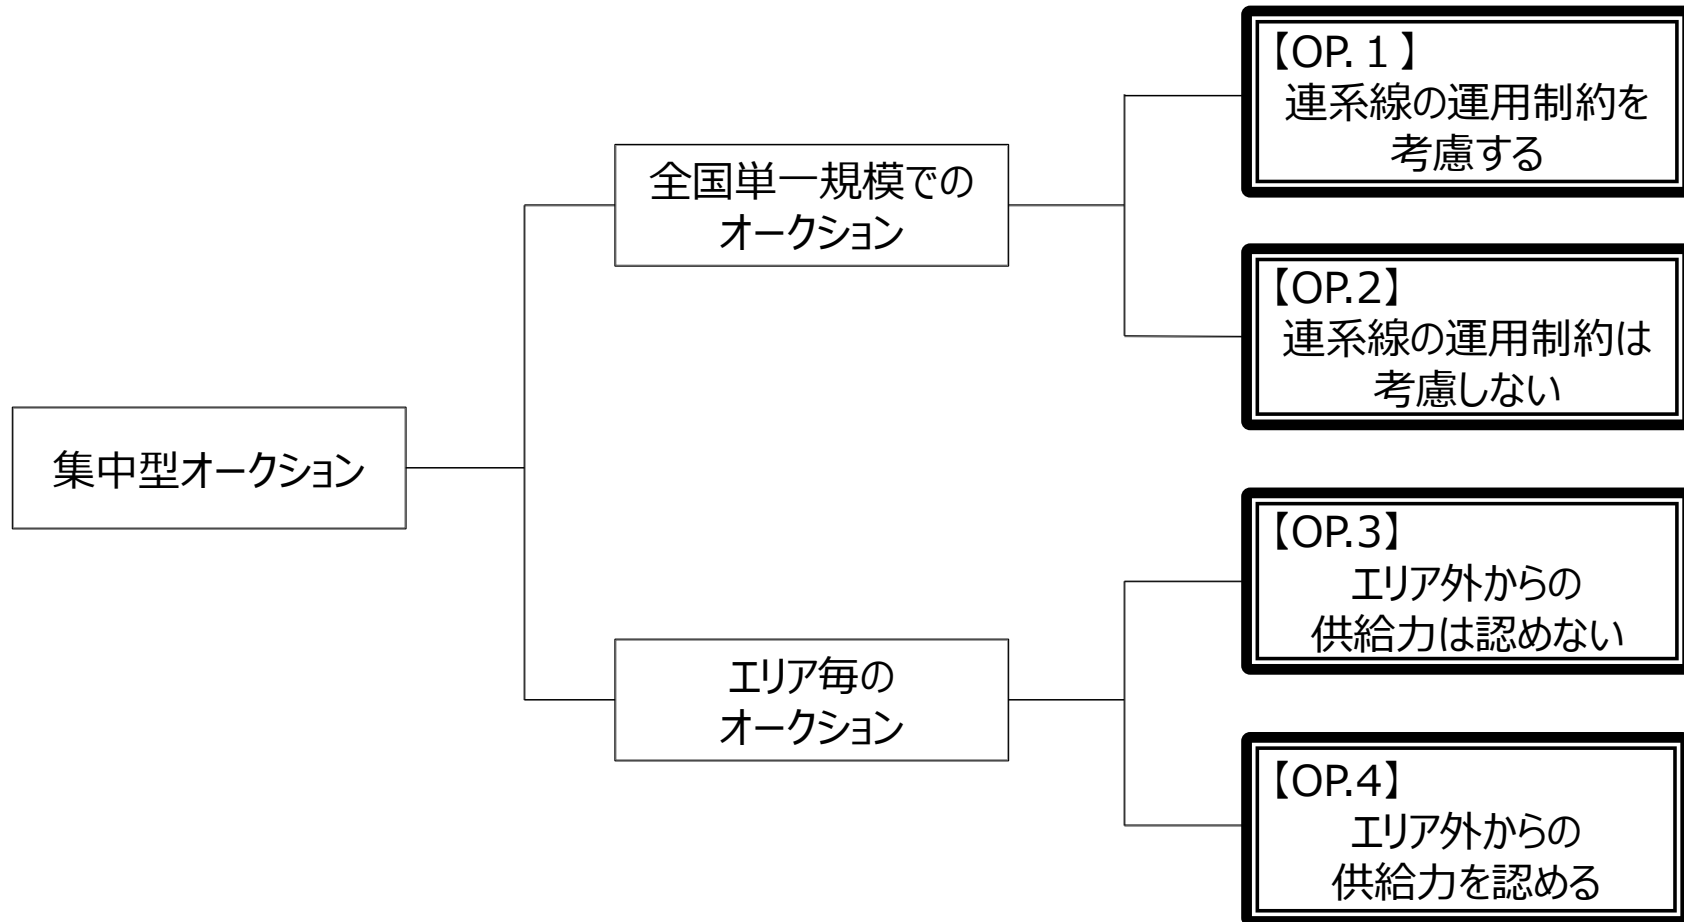 【OP.１】
連系線の運用制約を
考慮する
全国単一規模での
オークション
【OP.2】
連系線の運用制約は
考慮しない
集中型オークション
【OP.3】
エリア外からの
供給力は認めない
エリア毎の
オークション
【OP.4】
エリア外からの
供給力を認める